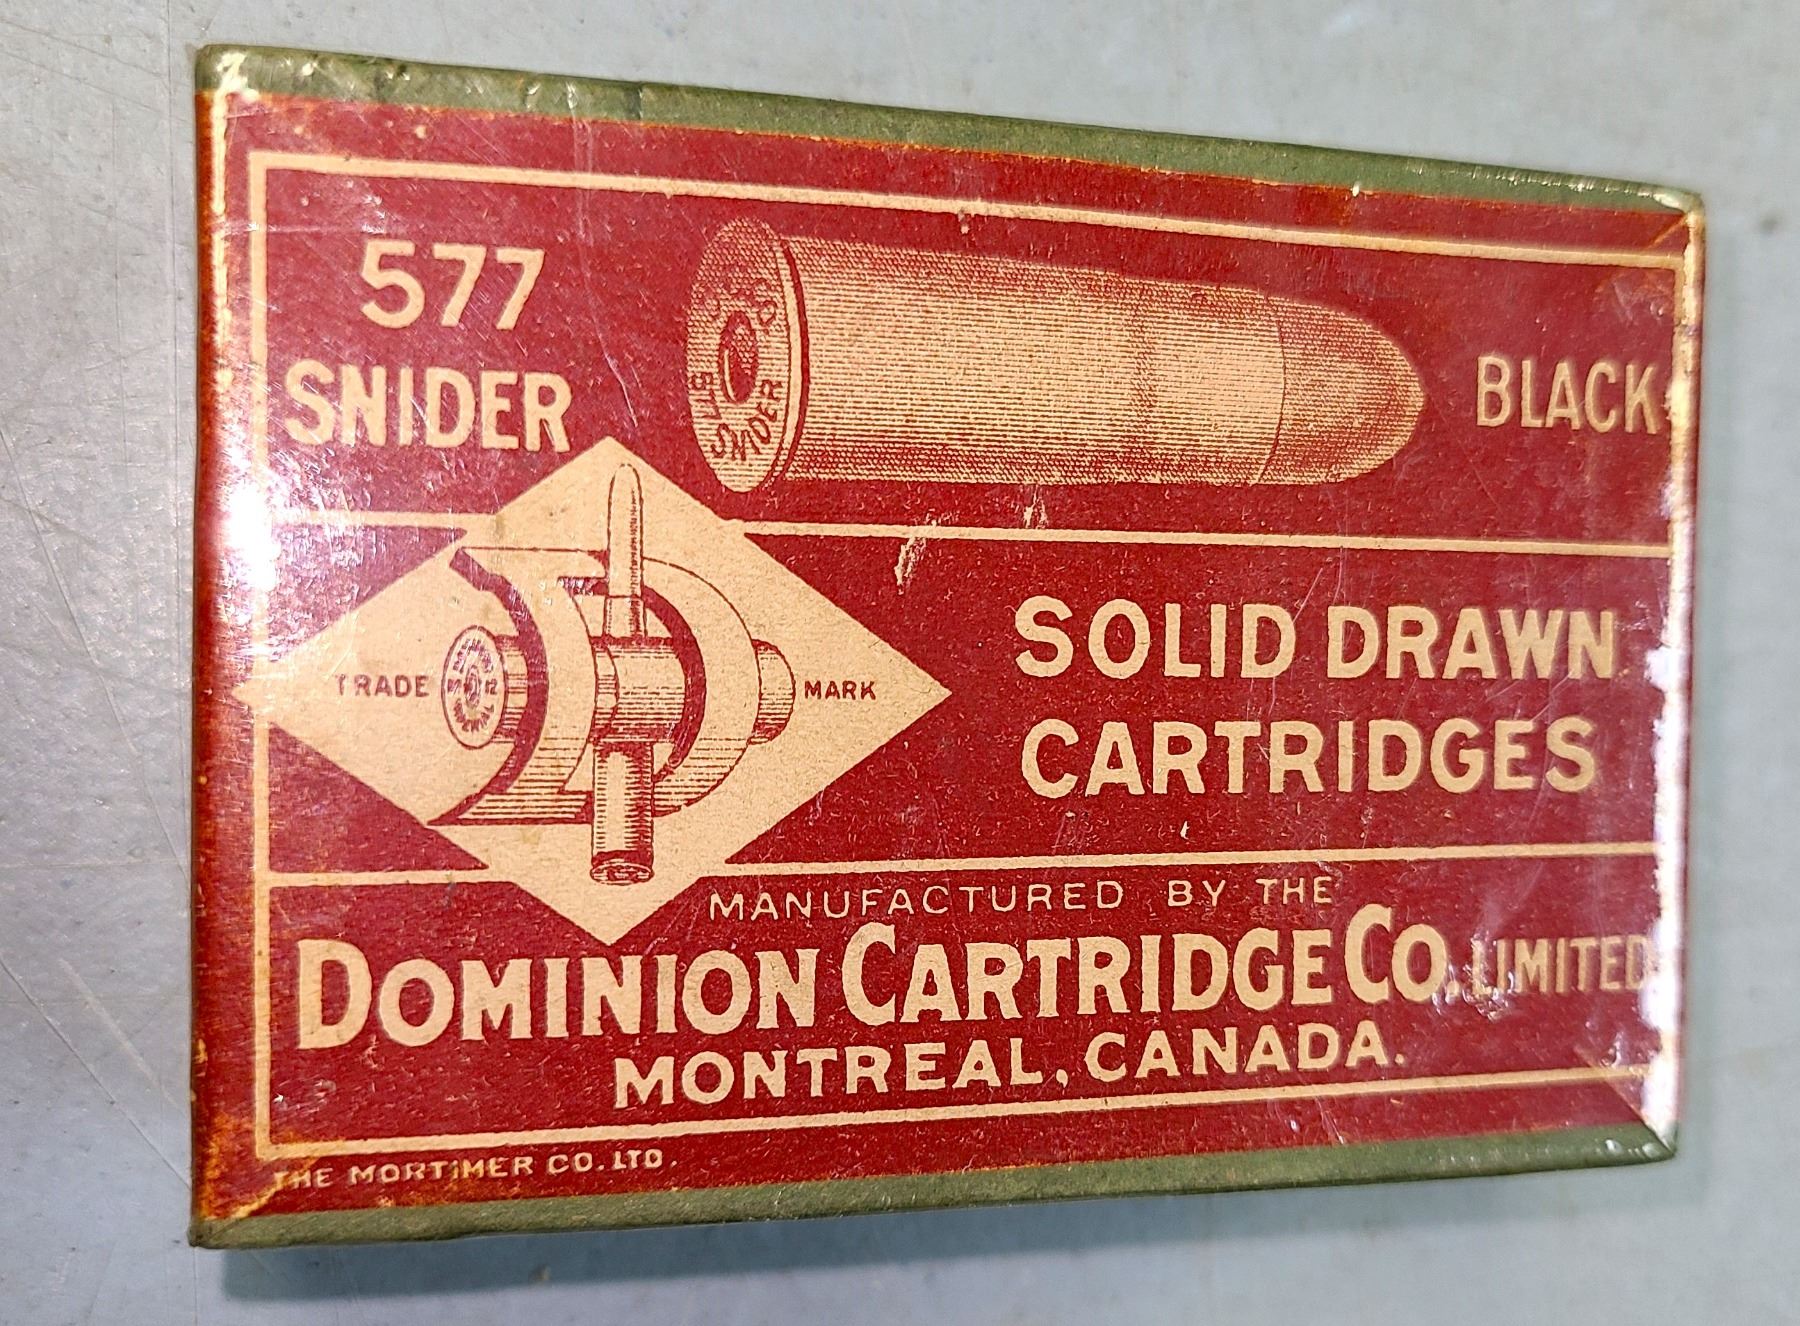 577
SNIDER
577 SNIDER
BLACK
TRADE
MARK
SOLID DRAWN
CARTRIDGES
MANUFACTURED BY THE
DOMINION CARTRIDGE CO. LIMITED
MONTREAL, CANADA.
THE MORTIMER CO. LTD.